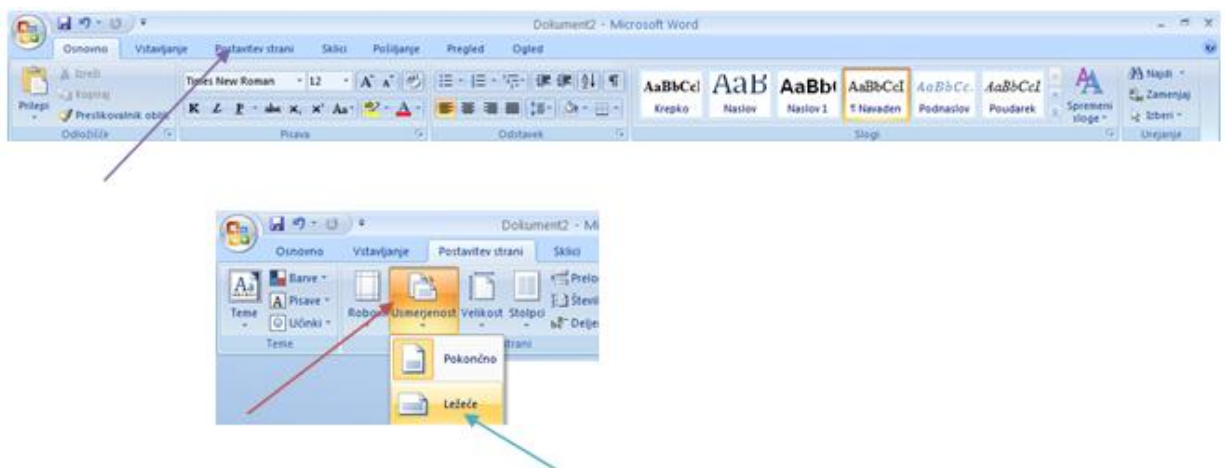 Dokument2 - Microsoft Word
Osnovno Vstavljanje Postavitev strani Sklici Pošiljanje Pregled Ogled
Prilepi
Izreži
Kopiraj
Preslikovalnik oblik
Times New Roman 12
K L P abc x, x² Aa
AaBbCcI AaB AaBb AaBbCcI AaBbCc. AaBbCcI
Krepko Naslov Naslov 1 ¶ Navaden Podnaslov Poudarek
Spremeni
sloge
Najdi
Zamenjaj
Izberi
Odložišče Pisava Odstavek Slogi Urejanje
Dokument2 - Mi
Osnovno Vstavljanje Postavitev strani Sklici
Teme
Barve
Pisave
Učinki
Usmerjenost Velikost Stolpci
Prelo
Števil
Delje
Teme strani
Pokončno
Ležeče